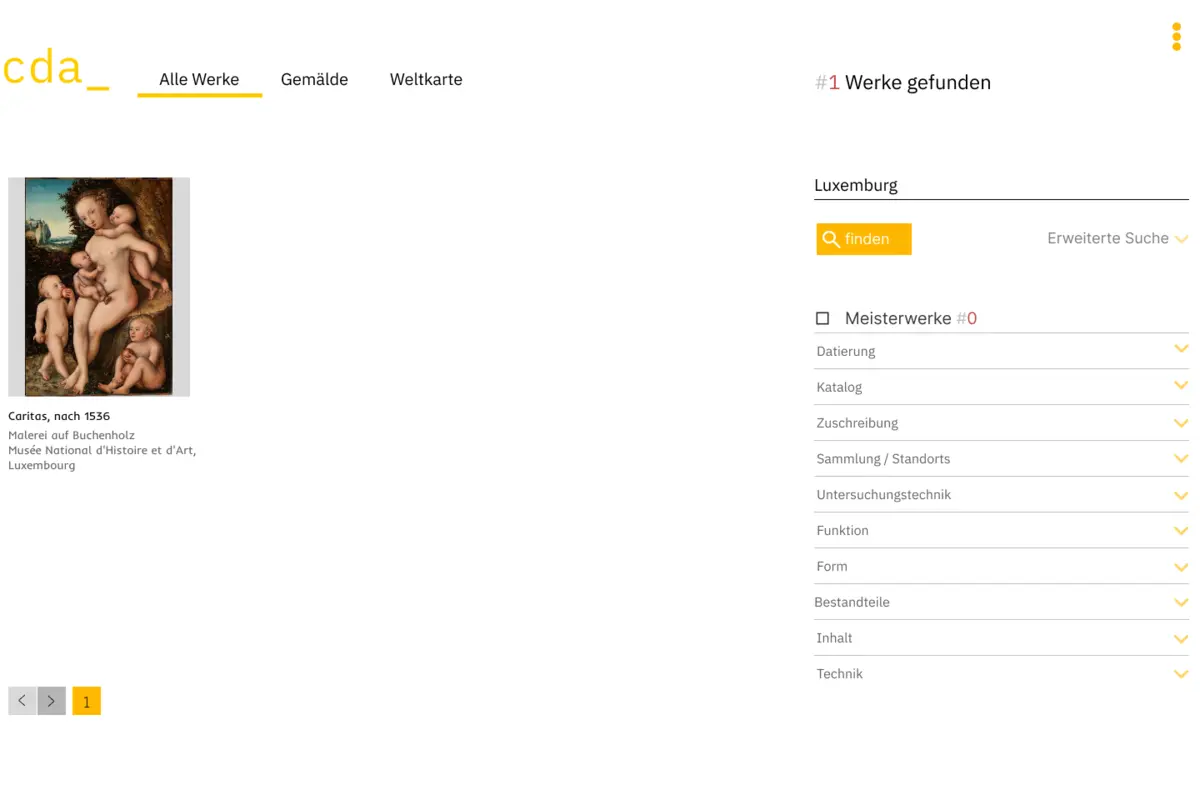 cda_
Alle Werke
Gemälde
Weltkarte
#1 Werke gefunden
Caritas, nach 1536
Malerei auf Buchenholz
Musée National d'Histoire et d'Art,
Luxembourg
< > 1
Luxemburg
finden
Erweiterte Suche
Meisterwerke #0
Datierung
Katalog
Zuschreibung
Sammlung / Standorts
Untersuchungstechnik
Funktion
Form
Bestandteile
Inhalt
Technik